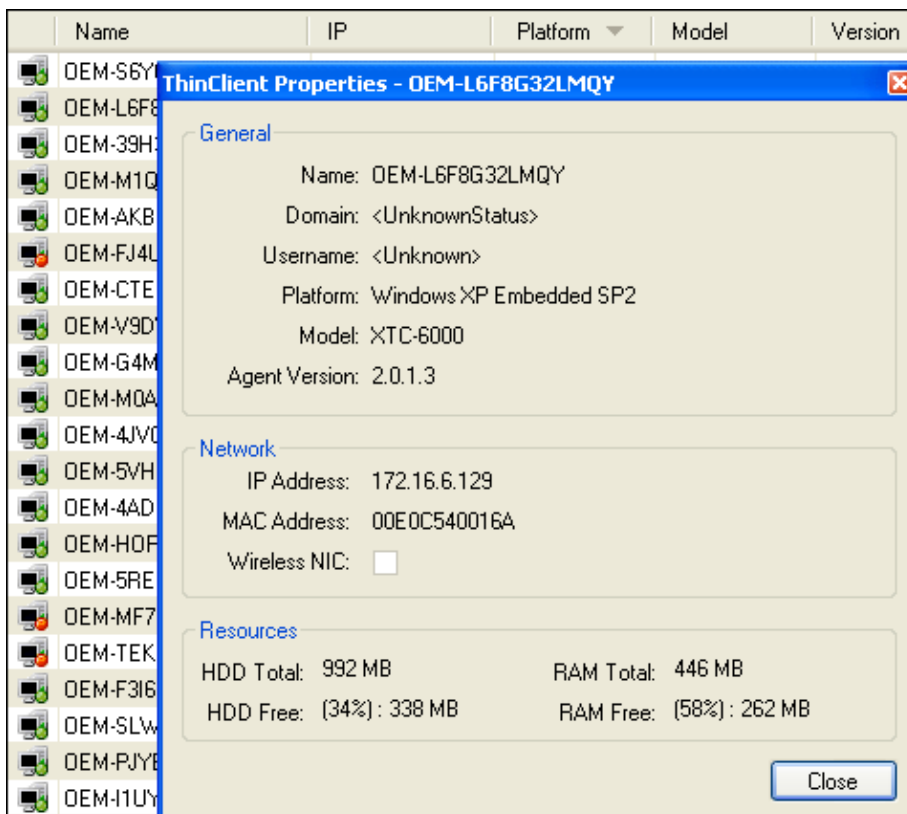 Name IP Platform Model Version
OEM-S6Y
ThinClient Properties - OEM-L6F8G32LMQY
OEM-L6F8
General
OEM-39H
Name: OEM-L6F8G32LMQY
OEM-M1Q
Domain: <UnknownStatus>
OEM-AKB
Username: <Unknown>
OEM-FJ4U
Platform: Windows XP Embedded SP2
OEM-CTE
OEM-V9D
Model: XTC-6000
OEM-G4M
Agent Version: 2.0.1.3
OEM-M0A
OEM-4JV
Network
OEM-5VH
IP Address: 172.16.6.129
OEM-4AD
MAC Address: 00E0C540016A
OEM-HOF
Wireless NIC:
OEM-5RE
OEM-MF7
Resources
OEM-TEK
HDD Total: 992 MB RAM Total: 446 MB
OEM-F3I6
HDD Free: (34%) : 338 MB RAM Free: (58%) : 262 MB
OEM-SLW
OEM-PJY
Close
OEM-I1UY